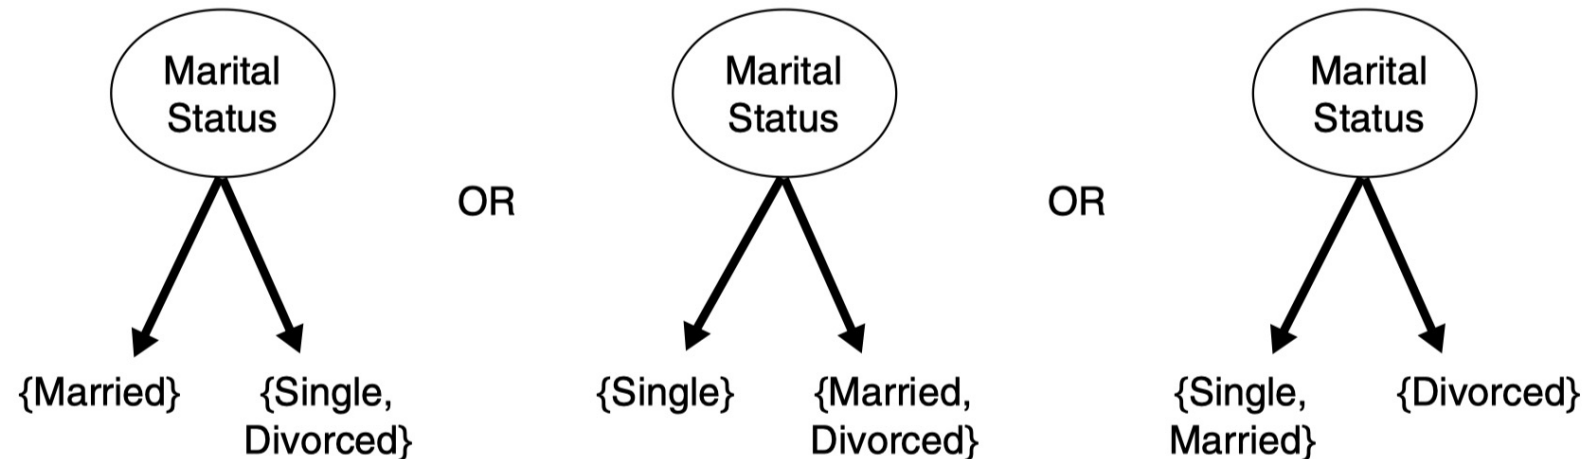 Marital
Status
Marital
Status
Marital
Status
OR
OR
{Married}
{Single,
Divorced}
{Single}
{Married,
Divorced}
{Single,
Married}
{Divorced}